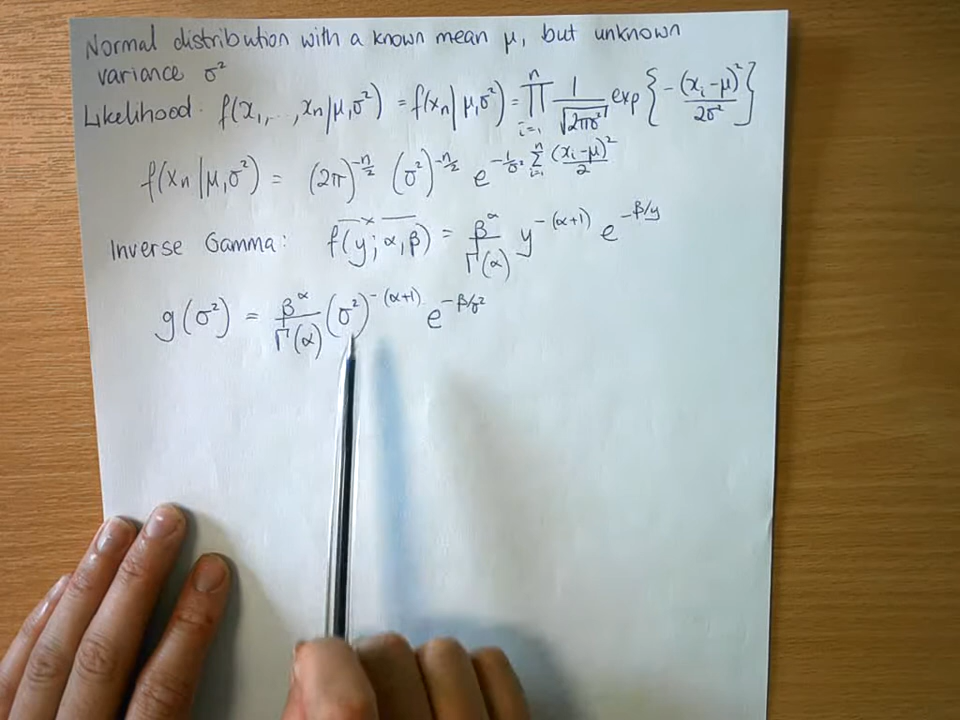 Normal distribution with a known mean μ, but unknown
variance σ²
Likelihood: f(x₁,..., xₙ|μ,σ²) = f(xₙ|μ,σ²) = ∏ᵢ₌₁ⁿ 1/√(2πσ²) exp{-(xᵢ-μ)²/2σ²}
f(xₙ|μ,σ²) = (2π)^(-n/2) (σ²)^(-n/2) e^(-1/σ² Σᵢ₌₁ⁿ (xᵢ-μ)²/2)
Inverse Gamma: f(y; α,β) = β^α/Γ(α) y^(-(α+1)) e^(-β/y)
g(σ²) = β^α/Γ(α) (σ²)^(-(α+1)) e^(-β/σ²)